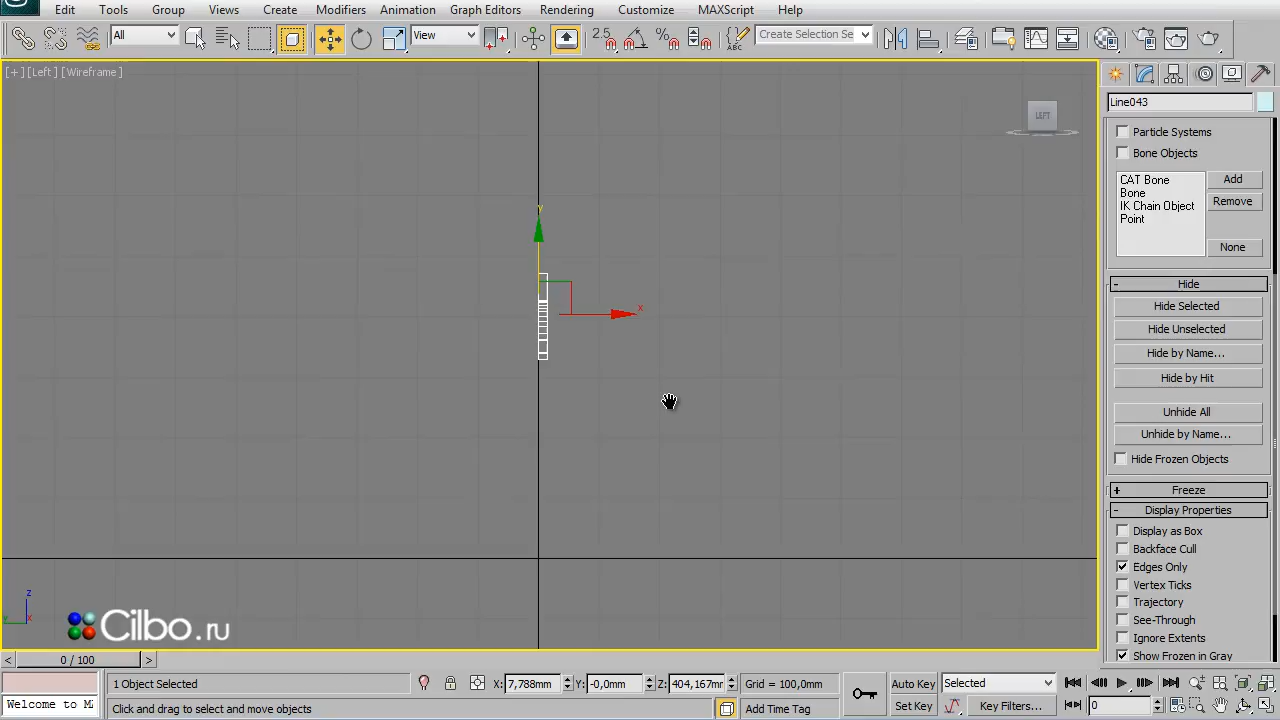 Edit Tools Group Views Create Modifiers Animation Graph Editors Rendering Customize MAXScript Help
All View 2.5 % ABC Create Selection Se
[+] [Left] [Wireframe]
LEFT
Line043
Particle Systems
Bone Objects
CAT Bone
Bone
IK Chain Object
Point
Add
Remove
None
- Hide
Hide Selected
Hide Unselected
Hide by Name...
Hide by Hit
Unhide All
Unhide by Name...
Hide Frozen Objects
+ Freeze
- Display Properties
Display as Box
Backface Cull
Edges Only
Vertex Ticks
Trajectory
See-Through
Ignore Extents
Show Frozen in Gray
y
x
z
x
Cilbo.ru
< 0 / 100 >
1 Object Selected X: 7,788mm Y: -0,0mm Z: 404,167mm Grid = 100,0mm Auto Key Selected
Welcome to M Click and drag to select and move objects Add Time Tag Set Key Key Filters... 0